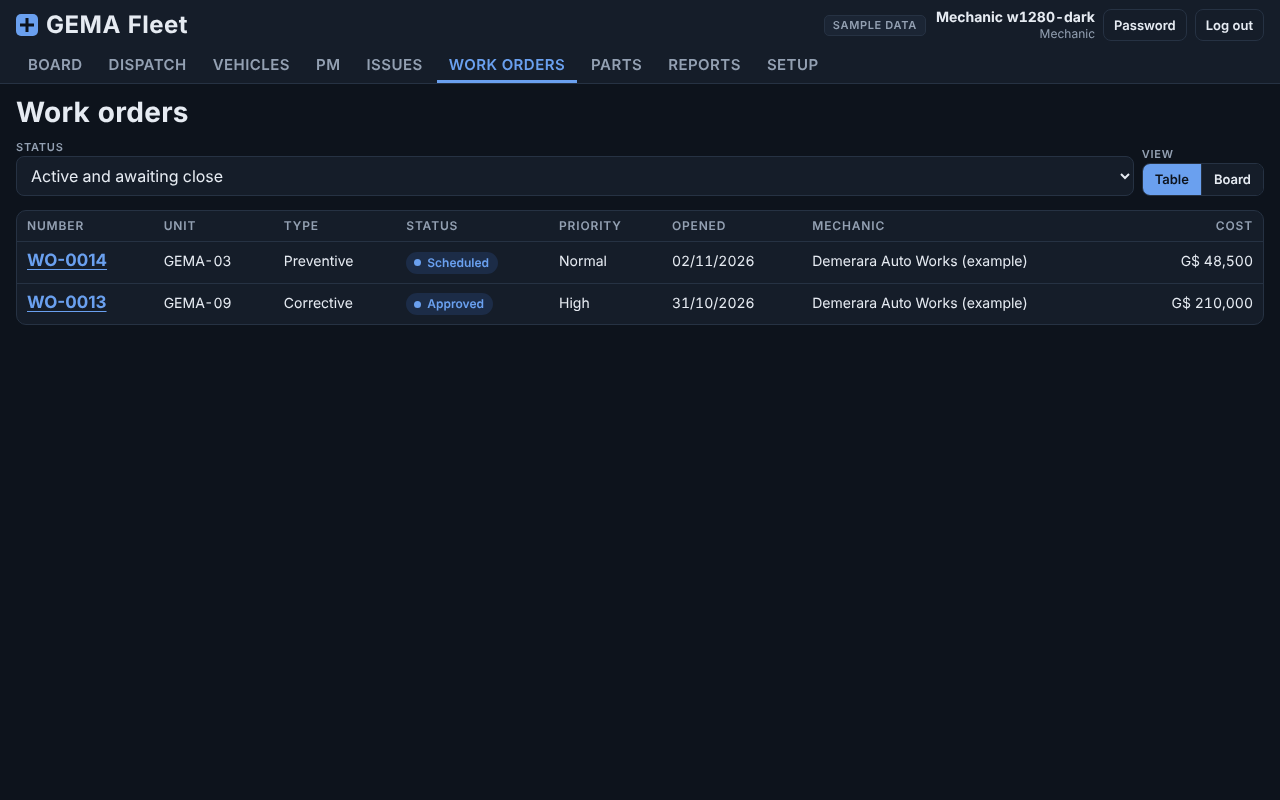 GEMA Fleet
SAMPLE DATA
Mechanic w1280-dark
Mechanic
Password
Log out
BOARD DISPATCH VEHICLES PM ISSUES WORK ORDERS PARTS REPORTS SETUP
Work orders
STATUS
Active and awaiting close
VIEW
Table Board
NUMBER UNIT TYPE STATUS PRIORITY OPENED MECHANIC COST
WO-0014 GEMA-03 Preventive Scheduled Normal 02/11/2026 Demerara Auto Works (example) G$ 48,500
WO-0013 GEMA-09 Corrective Approved High 31/10/2026 Demerara Auto Works (example) G$ 210,000